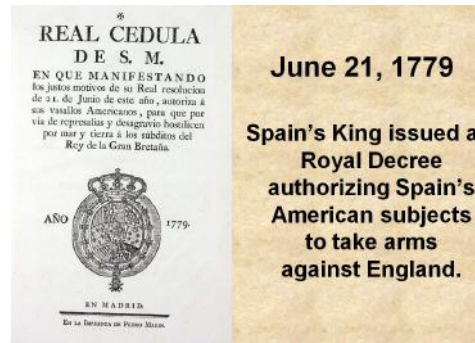 REAL CEDULA
DE S. M.
EN QUE MANIFESTANDO
los justos motivos de su Real resolucion
de 21. de Junio de este año, autoriza á
sus vasallos Americanos, para que por
via de represalias y desagravio hostilicen
por mar y tierra á los súbditos del
Rey de la Gran Bretaña.
AÑO 1779.
EN MADRID.
EN LA IMPRENTA DE PEDRO MARIN.
June 21, 1779
Spain's King issued a
Royal Decree
authorizing Spain's
American subjects
to take arms
against England.